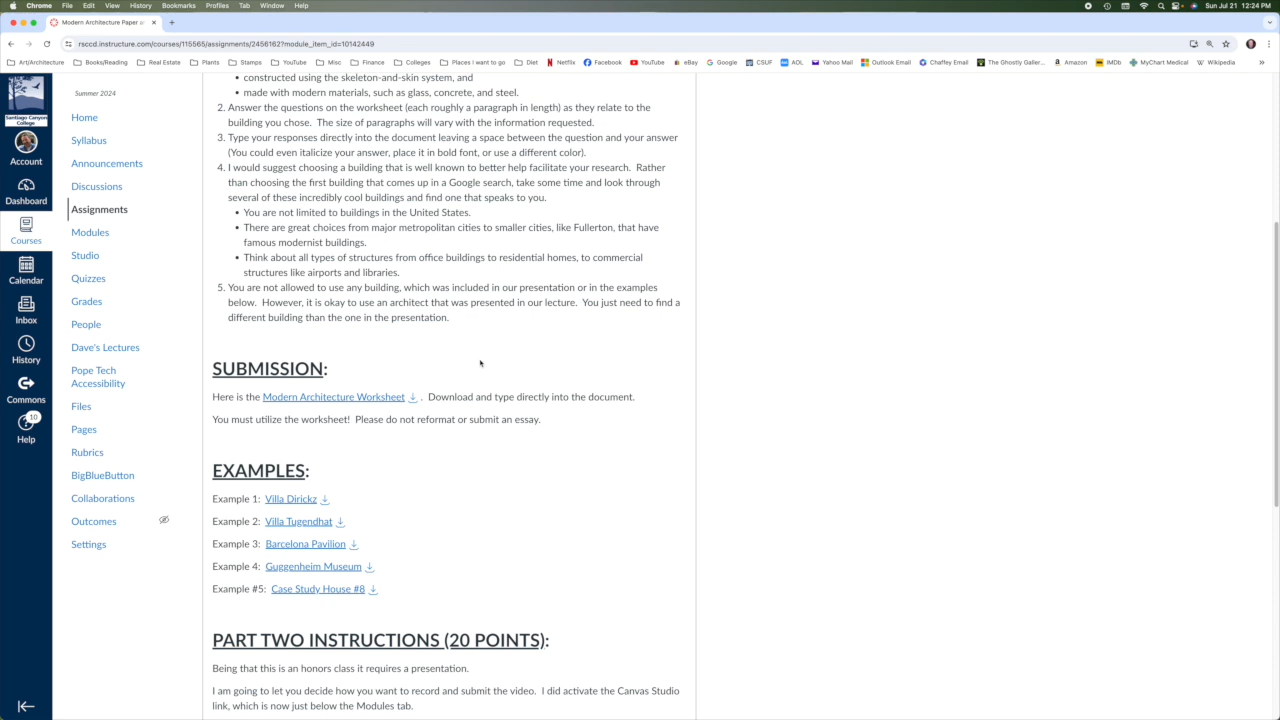 Chrome File Edit View History Bookmarks Profiles Tab Window Help Sun Jul 21 12:24 PM
Modern Architecture Paper o
rsccd.instructure.com/courses/115565/assignments/2456162?module_item_id=10142449
Art/Architecture Books/Reading Real Estate Plants Stamps YouTube Misc Finance Colleges Places I want to go Diet Netflix Facebook YouTube eBay Google CSUF AOL Yahoo Mail Outlook Email Chaffey Email The Ghostly Galler... Amazon IMDb MyChart Medical Wikipedia
Santiago Canyon
College
Account
Dashboard
Courses
Calendar
Inbox
History
Commons
10
Help
Summer 2024
Home
Syllabus
Announcements
Discussions
Assignments
Modules
Studio
Quizzes
Grades
People
Dave's Lectures
Pope Tech
Accessibility
Files
Pages
Rubrics
BigBlueButton
Collaborations
Outcomes
Settings
• constructed using the skeleton-and-skin system, and
• made with modern materials, such as glass, concrete, and steel.
2. Answer the questions on the worksheet (each roughly a paragraph in length) as they relate to the
building you chose. The size of paragraphs will vary with the information requested.
3. Type your responses directly into the document leaving a space between the question and your answer
(You could even italicize your answer, place it in bold font, or use a different color).
4. I would suggest choosing a building that is well known to better help facilitate your research. Rather
than choosing the first building that comes up in a Google search, take some time and look through
several of these incredibly cool buildings and find one that speaks to you.
• You are not limited to buildings in the United States.
• There are great choices from major metropolitan cities to smaller cities, like Fullerton, that have
famous modernist buildings.
• Think about all types of structures from office buildings to residential homes, to commercial
structures like airports and libraries.
5. You are not allowed to use any building, which was included in our presentation or in the examples
below. However, it is okay to use an architect that was presented in our lecture. You just need to find a
different building than the one in the presentation.
SUBMISSION:
Here is the Modern Architecture Worksheet . Download and type directly into the document.
You must utilize the worksheet! Please do not reformat or submit an essay.
EXAMPLES:
Example 1: Villa Dirickz
Example 2: Villa Tugendhat
Example 3: Barcelona Pavilion
Example 4: Guggenheim Museum
Example #5: Case Study House #8
PART TWO INSTRUCTIONS (20 POINTS):
Being that this is an honors class it requires a presentation.
I am going to let you decide how you want to record and submit the video. I did activate the Canvas Studio
link, which is now just below the Modules tab.